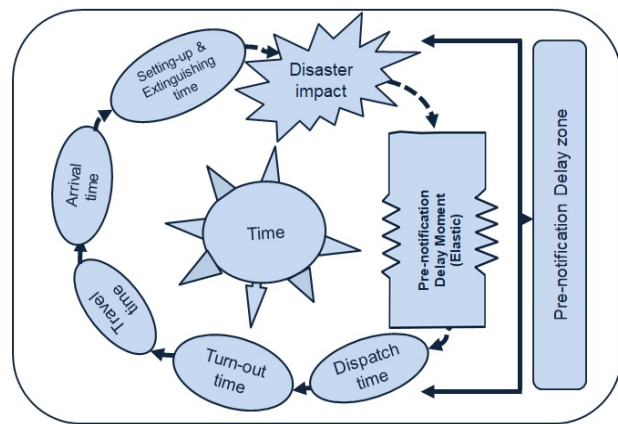 Setting-up &
Extinguishing
time
Disaster
impact
Arrival
time
Time
Pre-notification
Delay Moment
(Elastic)
Pre-notification Delay zone
Travel
time
Turn-out
time
Dispatch
time